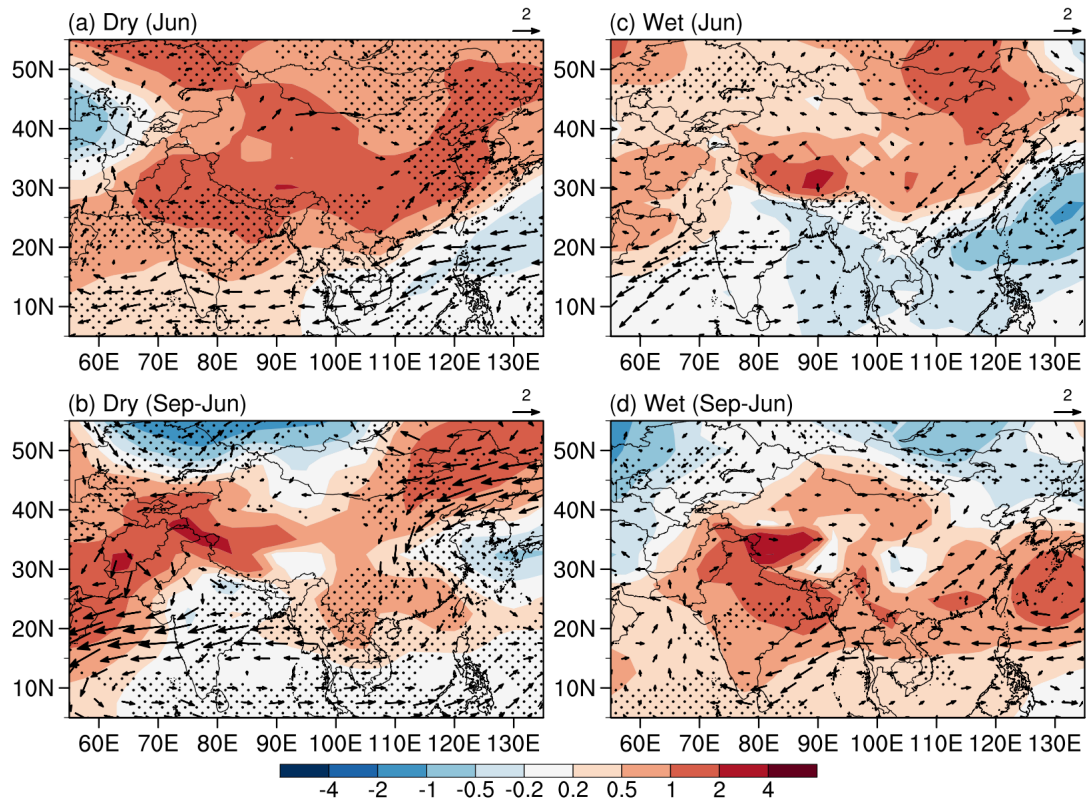 (a) Dry (Jun)
2
50N
40N
30N
20N
10N
60E 70E 80E 90E 100E 110E 120E 130E
(c) Wet (Jun)
2
50N
40N
30N
20N
10N
60E 70E 80E 90E 100E 110E 120E 130E
(b) Dry (Sep-Jun)
2
50N
40N
30N
20N
10N
60E 70E 80E 90E 100E 110E 120E 130E
(d) Wet (Sep-Jun)
2
50N
40N
30N
20N
10N
60E 70E 80E 90E 100E 110E 120E 130E
-4 -2 -1 -0.5 -0.2 0.2 0.5 1 2 4